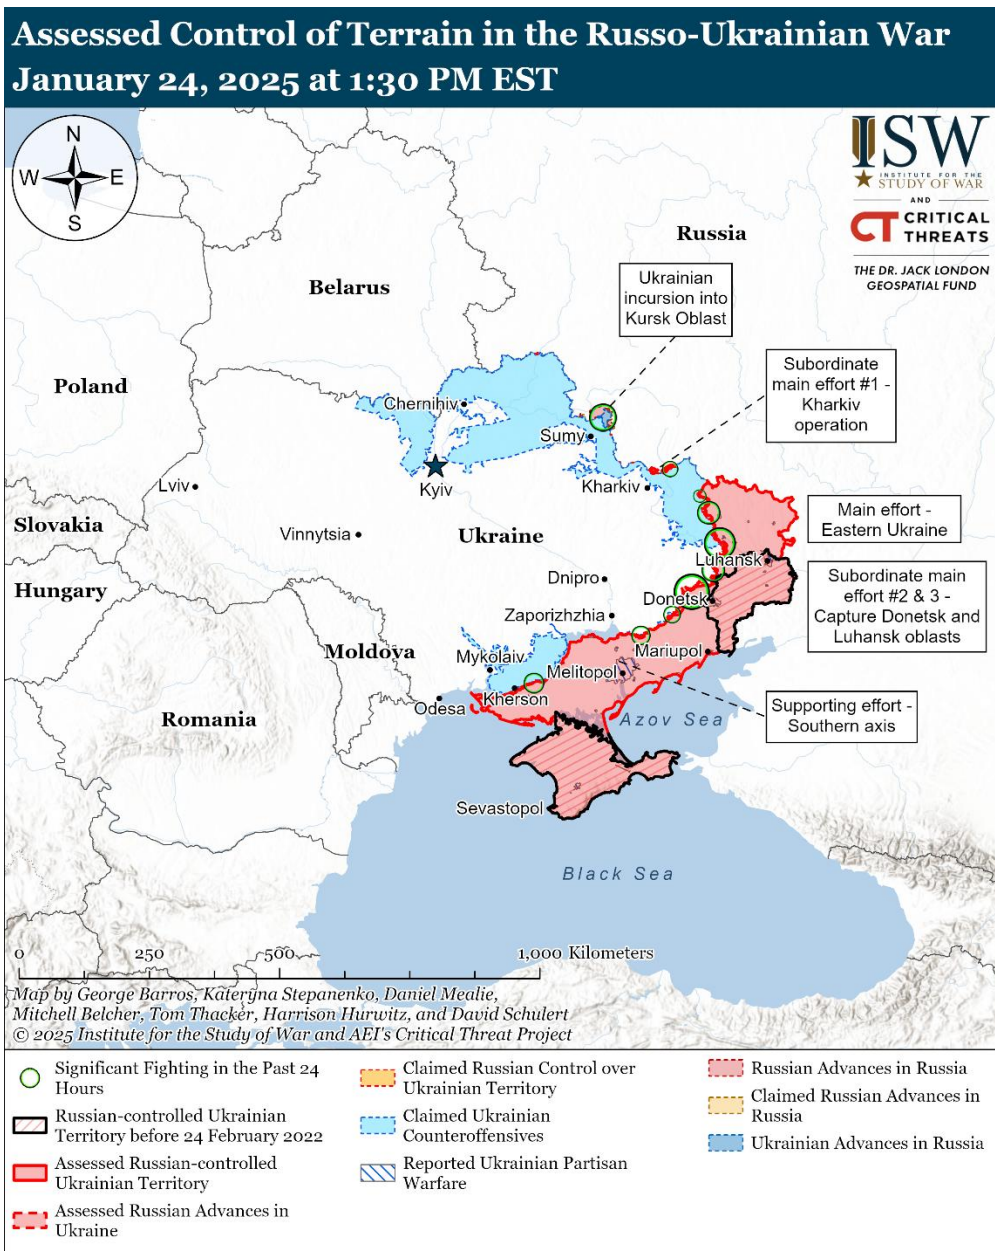 Assessed Control of Terrain in the Russo-Ukrainian War
January 24, 2025 at 1:30 PM EST
N
W
E
S
ISW
INSTITUTE FOR THE
STUDY OF WAR
AND
CT CRITICAL
THREATS
THE DR. JACK LONDON
GEOSPATIAL FUND
Russia
Belarus
Ukrainian
incursion into
Kursk Oblast
Poland
Subordinate
main effort #1 -
Kharkiv
operation
Chernihiv
Sumy
Lviv
Kyiv
Kharkiv
Slovakia
Vinnytsia
Ukraine
Main effort -
Eastern Ukraine
Luhansk
Hungary
Dnipro
Donetsk
Subordinate main
effort #2 & 3 -
Capture Donetsk and
Luhansk oblasts
Zaporizhzhia
Moldova
Mykolaiv
Mariupol
Melitopol
Kherson
Odesa
Romania
Azov Sea
Supporting effort -
Southern axis
Sevastopol
Black Sea
0
250
500
1,000 Kilometers
Map by George Barros, Kateryna Stepanenko, Daniel Mealie,
Mitchell Belcher, Tom Thacker, Harrison Hurwitz, and David Schulert
© 2025 Institute for the Study of War and AEI's Critical Threat Project
Significant Fighting in the Past 24
Hours
Russian-controlled Ukrainian
Territory before 24 February 2022
Assessed Russian-controlled
Ukrainian Territory
Assessed Russian Advances in
Ukraine
Claimed Russian Control over
Ukrainian Territory
Claimed Ukrainian
Counteroffensives
Reported Ukrainian Partisan
Warfare
Russian Advances in Russia
Claimed Russian Advances in
Russia
Ukrainian Advances in Russia